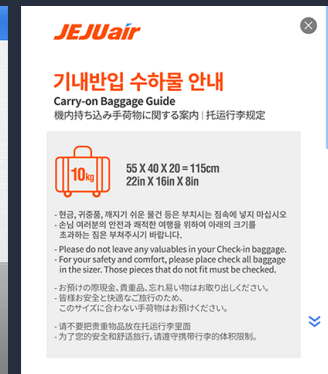 JEJUair
기내반입 수하물 안내
Carry-on Baggage Guide
機内持ち込み手荷物に関する案内 | 托运行李规定
10kg
55 X 40 X 20 = 115cm
22in X 16in X 8in
- 현금, 귀중품, 깨지기 쉬운 물건 등은 부치시는 짐속에 넣지 마십시오
- 손님 여러분의 안전과 쾌적한 여행을 위하여 아래의 크기를
초과하는 짐은 부쳐주시기 바랍니다.
- Please do not leave any valuables in your Check-in baggage.
- For your safety and comfort, please place check all baggage
in the sizer. Those pieces that do not fit must be checked.
- お預けの際現金、貴重品、忘れ易い物はお取り出しください。
- 皆様お安全と快適なご旅行のため、
このサイズに合わない手荷物はお預けください。
- 请不要把贵重物品放在托运行李里面
- 为了您的安全和舒适旅行，请遵守携带行李的体积限制。